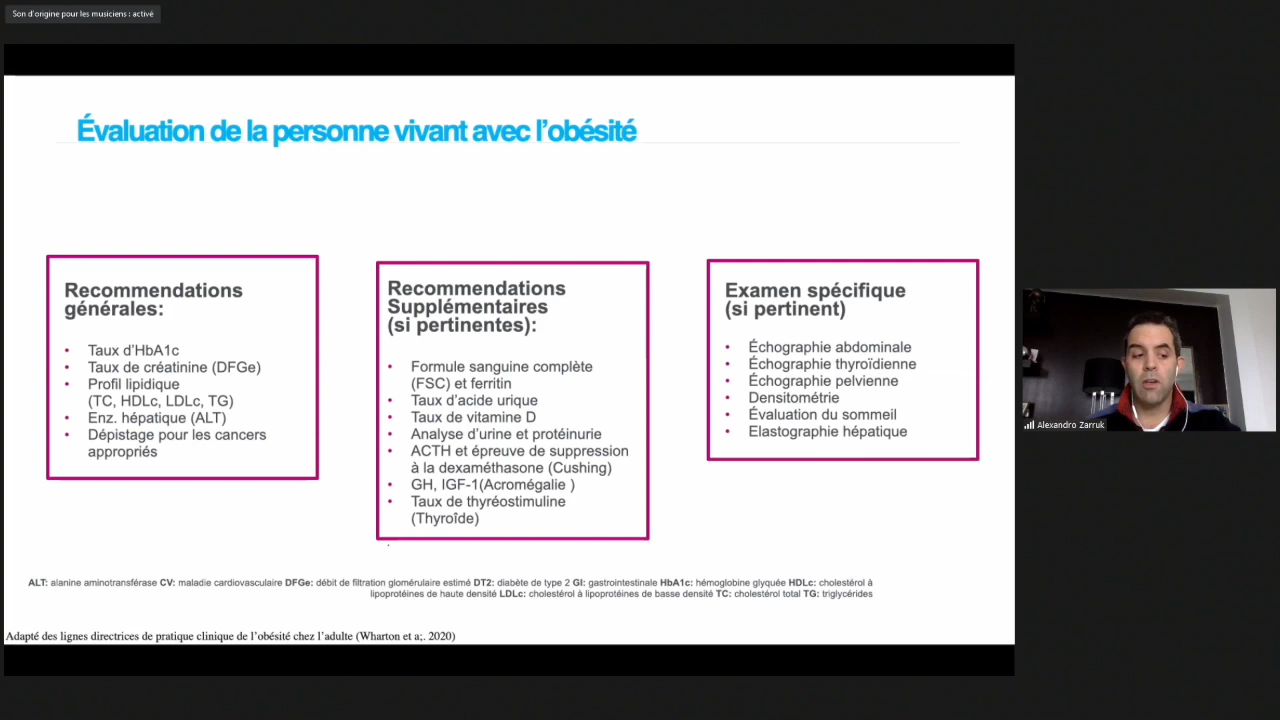 Son d'origine pour les musiciens : activé
Évaluation de la personne vivant avec l'obésité
Recommendations
générales:
• Taux d'HbA1c
• Taux de créatinine (DFGe)
• Profil lipidique
(TC, HDLc, LDLc, TG)
• Enz. hépatique (ALT)
• Dépistage pour les cancers
appropriés
Recommendations
Supplémentaires
(si pertinentes):
• Formule sanguine complète
(FSC) et ferritin
• Taux d'acide urique
• Taux de vitamine D
• Analyse d'urine et protéinurie
• ACTH et épreuve de suppression
à la dexaméthasone (Cushing)
• GH, IGF-1(Acromégalie )
• Taux de thyréostimuline
(Thyroîde)
.
Examen spécifique
(si pertinent)
• Échographie abdominale
• Échographie thyroïdienne
• Échographie pelvienne
• Densitométrie
• Évaluation du sommeil
• Elastographie hépatique
Alexandro Zarruk
ALT: alanine aminotransférase CV: maladie cardiovasculaire DFGe: débit de filtration glomérulaire estimé DT2: diabète de type 2 GI: gastrointestinale HbA1c: hémoglobine glyquée HDLc: cholestérol à
lipoprotéines de haute densité LDLc: cholestérol à lipoprotéines de basse densité TC: cholestérol total TG: triglycérides
Adapté des lignes directrices de pratique clinique de l'obésité chez l'adulte (Wharton et a;. 2020)